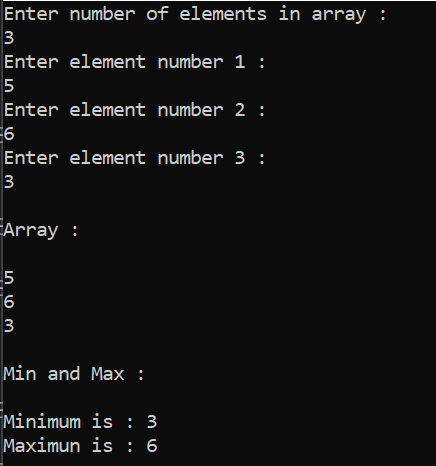 Enter number of elements in array :
3
Enter element number 1 :
5
Enter element number 2 :
6
Enter element number 3 :
3
Array :
5
6
3
Min and Max :
Minimum is : 3
Maximun is : 6